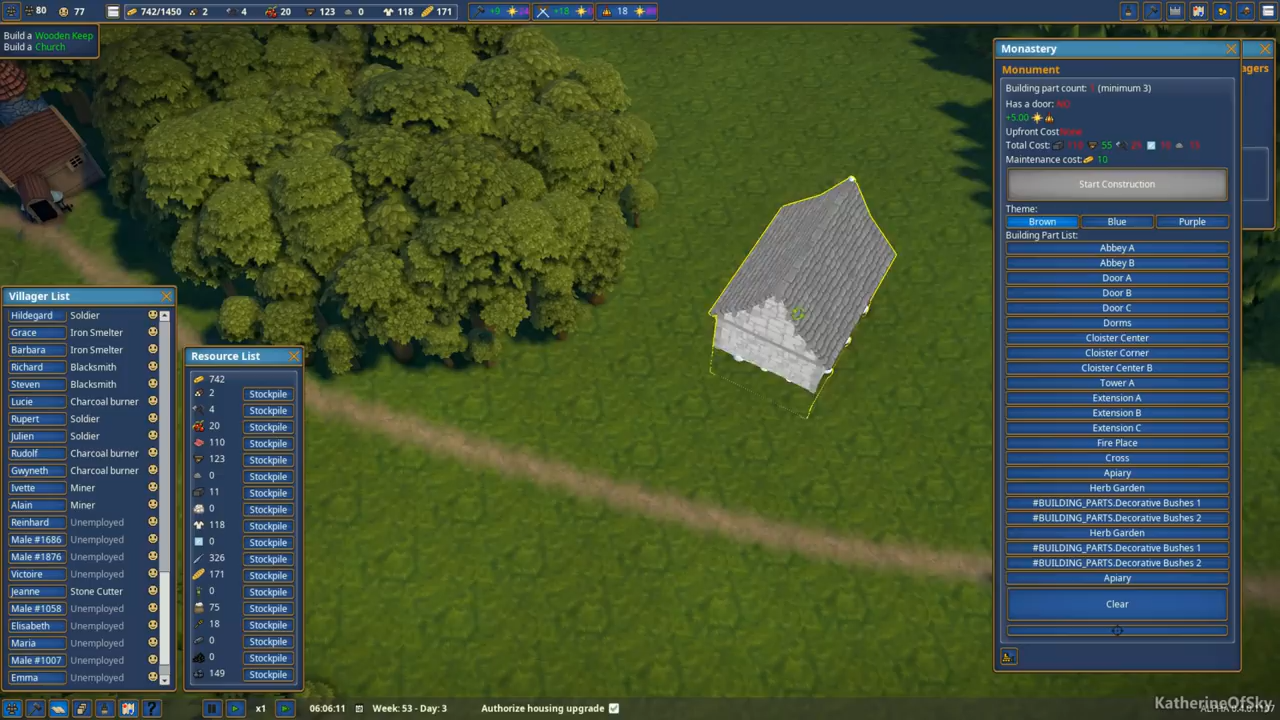 80 77 742/1450 2 4 20 123 0 118 171 +9 +18 18
Build a Wooden Keep
Build a Church
Monastery
agers
Monument
Building part count: (minimum 3)
Has a door: NO
+5.00
Upfront Cost None
Total Cost: 55
Maintenance cost: 10
Start Construction
Theme:
Brown Blue Purple
Building Part List:
Abbey A
Abbey B
Door A
Door B
Door C
Dorms
Cloister Center
Cloister Corner
Cloister Center B
Tower A
Extension A
Extension B
Extension C
Fire Place
Cross
Apiary
Herb Garden
#BUILDING_PARTS.Decorative Bushes 1
#BUILDING_PARTS.Decorative Bushes 2
Herb Garden
#BUILDING_PARTS.Decorative Bushes 1
#BUILDING_PARTS.Decorative Bushes 2
Apiary
Clear
Villager List
Hildegard Soldier
Grace Iron Smelter
Barbara Iron Smelter
Richard Blacksmith
Steven Blacksmith
Lucie Charcoal burner
Rupert Soldier
Julien Soldier
Rudolf Charcoal burner
Gwyneth Charcoal burner
Ivette Miner
Alain Miner
Reinhard Unemployed
Male #1686 Unemployed
Male #1876 Unemployed
Victoire Unemployed
Jeanne Stone Cutter
Male #1058 Unemployed
Elisabeth Unemployed
Maria Unemployed
Male #1007 Unemployed
Emma Unemployed
Resource List
742
2 Stockpile
4 Stockpile
20 Stockpile
110 Stockpile
123 Stockpile
0 Stockpile
11 Stockpile
0 Stockpile
118 Stockpile
0 Stockpile
326 Stockpile
171 Stockpile
0 Stockpile
75 Stockpile
18 Stockpile
0 Stockpile
0 Stockpile
149 Stockpile
x1 06:06:11 Week: 53 - Day: 3 Authorize housing upgrade
KatherineOfSky